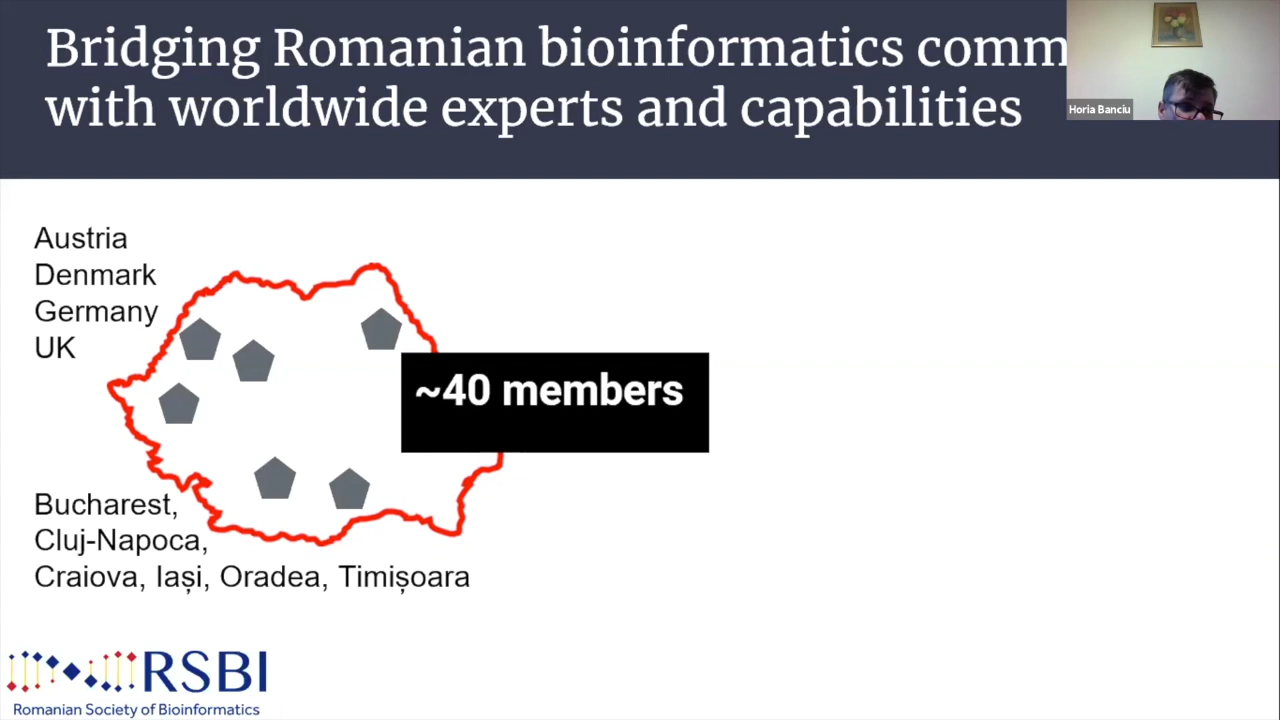 Bridging Romanian bioinformatics comm
with worldwide experts and capabilities
Horia Banciu
Austria
Denmark
Germany
UK
~40 members
Bucharest,
Cluj-Napoca,
Craiova, Iași, Oradea, Timișoara
RSBI
Romanian Society of Bioinformatics